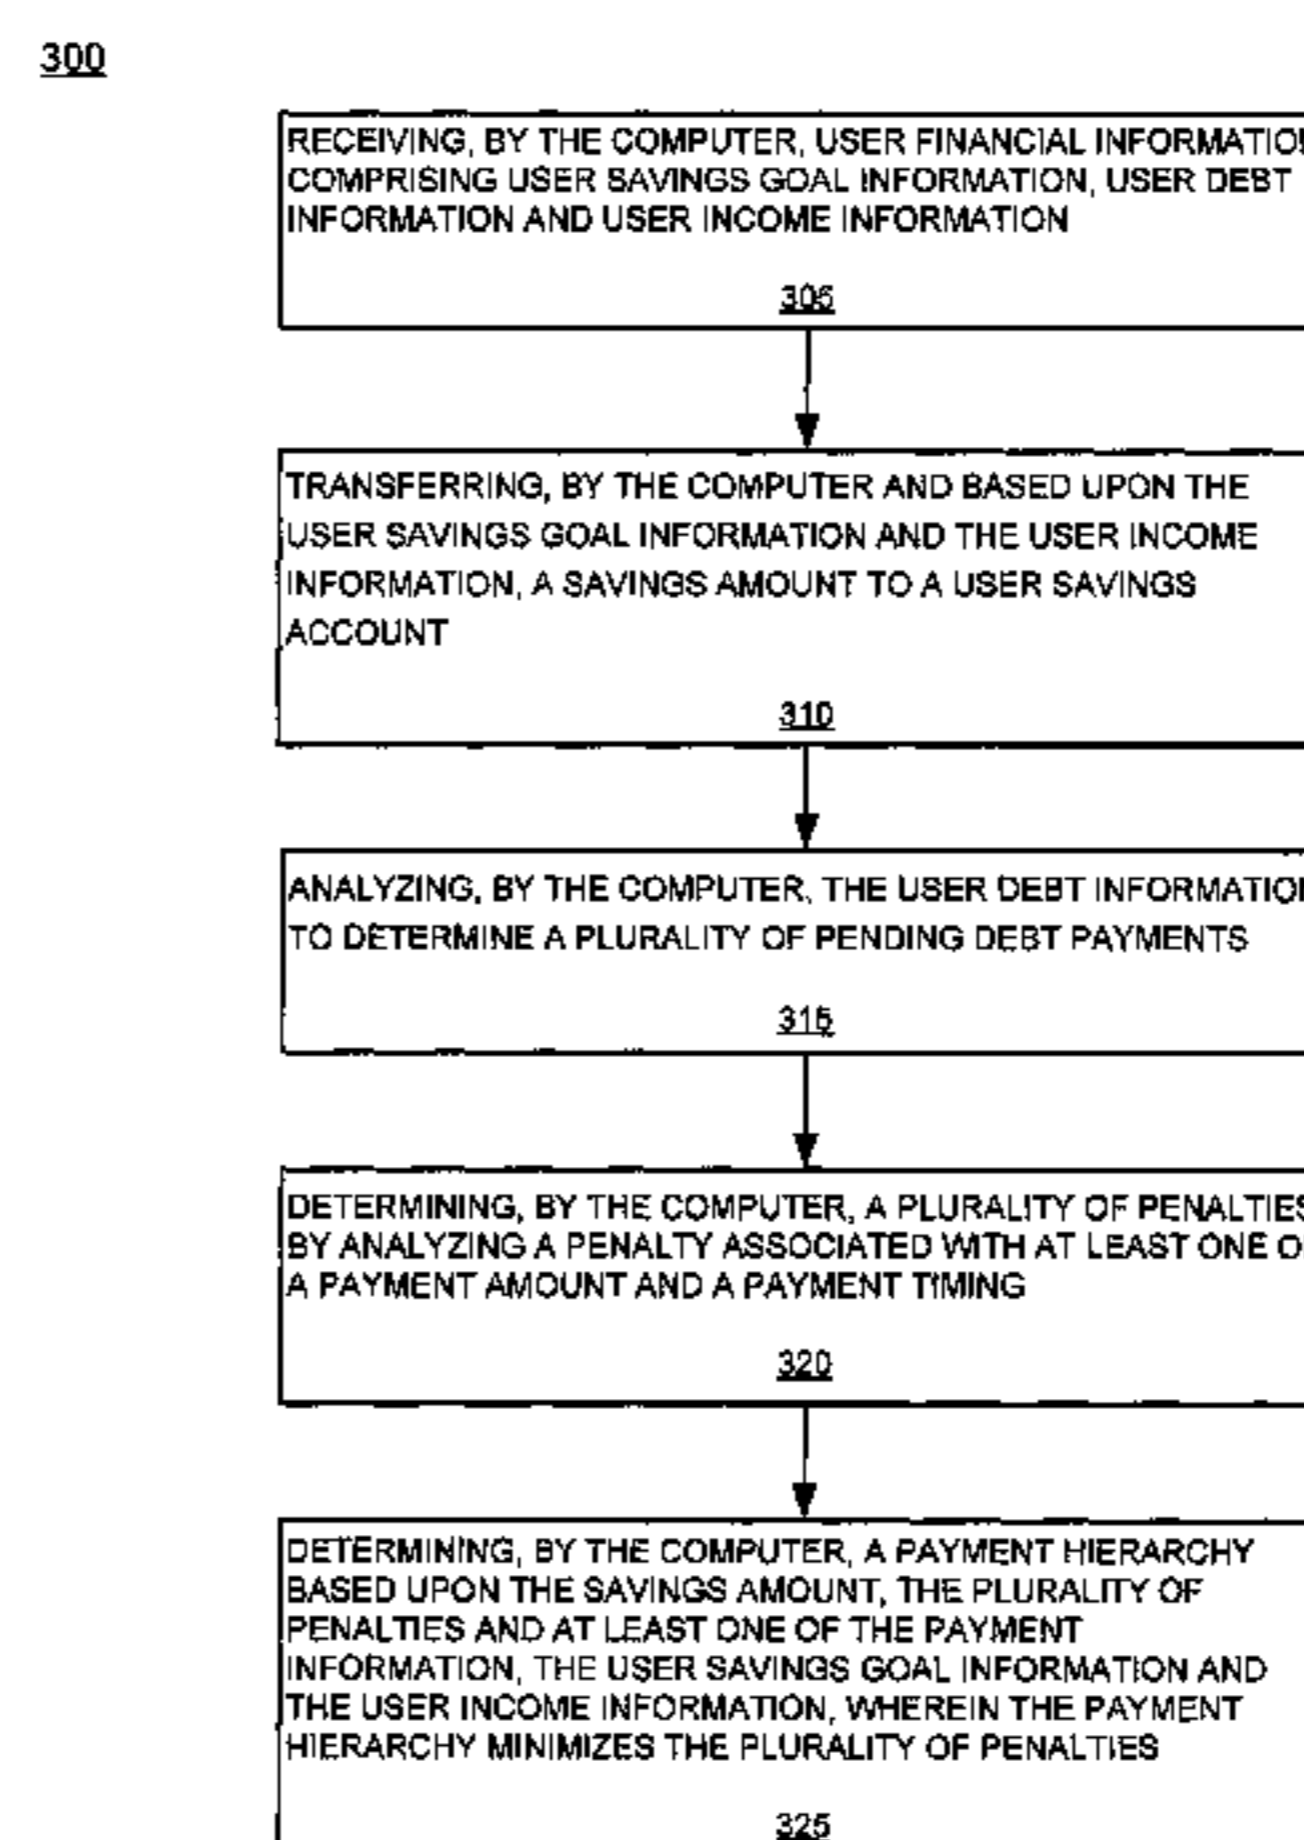 300
RECEIVING, BY THE COMPUTER, USER FINANCIAL INFORMATIO
COMPRISING USER SAVINGS GOAL INFORMATION, USER DEBT
INFORMATION AND USER INCOME INFORMATION
305
TRANSFERRING, BY THE COMPUTER AND BASED UPON THE
USER SAVINGS GOAL INFORMATION AND THE USER INCOME
INFORMATION, A SAVINGS AMOUNT TO A USER SAVINGS
ACCOUNT
310
ANALYZING, BY THE COMPUTER, THE USER DEBT INFORMATIO
TO DETERMINE A PLURALITY OF PENDING DEBT PAYMENTS
315
DETERMINING, BY THE COMPUTER, A PLURALITY OF PENALTIES
BY ANALYZING A PENALTY ASSOCIATED WITH AT LEAST ONE O
A PAYMENT AMOUNT AND A PAYMENT TIMING
320
DETERMINING, BY THE COMPUTER, A PAYMENT HIERARCHY
BASED UPON THE SAVINGS AMOUNT, THE PLURALITY OF
PENALTIES AND AT LEAST ONE OF THE PAYMENT
INFORMATION, THE USER SAVINGS GOAL INFORMATION AND
THE USER INCOME INFORMATION, WHEREIN THE PAYMENT
HIERARCHY MINIMIZES THE PLURALITY OF PENALTIES
325